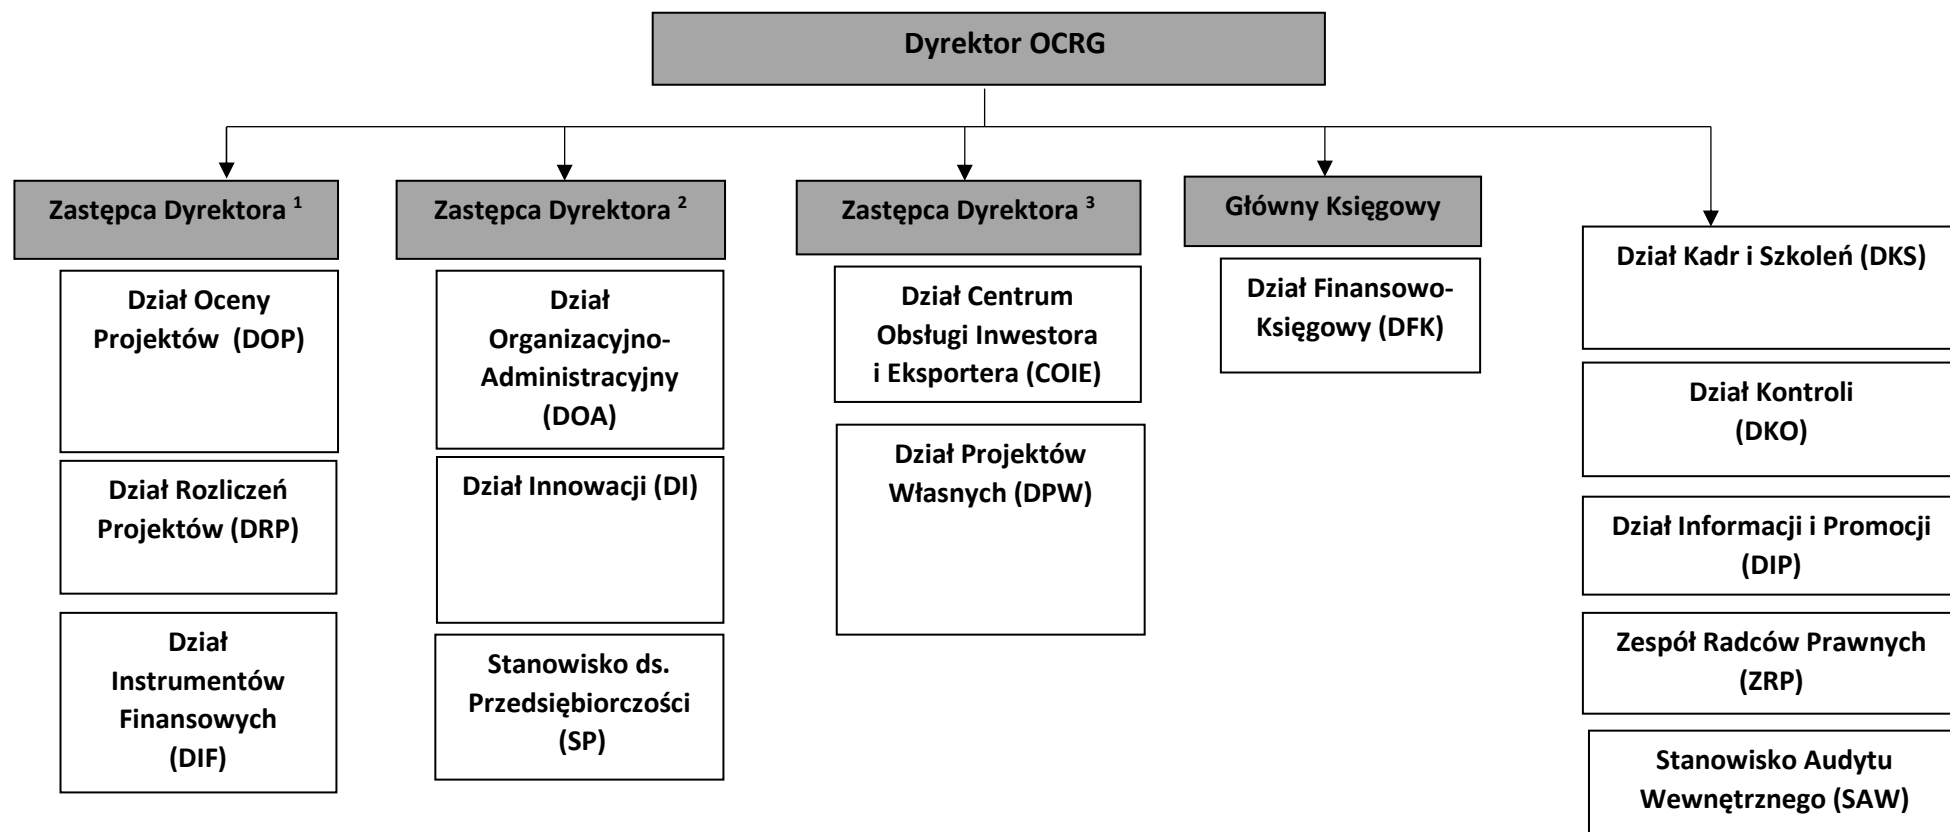 Dyrektor OCRG
Zastępca Dyrektora ¹
Dział Oceny
Projektów (DOP)
Dział Rozliczeń
Projektów (DRP)
Dział
Instrumentów
Finansowych
(DIF)
Zastępca Dyrektora ²
Dział
Organizacyjno-
Administracyjny
(DOA)
Dział Innowacji (DI)
Stanowisko ds.
Przedsiębiorczości
(SP)
Zastępca Dyrektora ³
Dział Centrum
Obsługi Inwestora
i Eksportera (COIE)
Dział Projektów
Własnych (DPW)
Główny Księgowy
Dział Finansowo-
Księgowy (DFK)
Dział Kadr i Szkoleń (DKS)
Dział Kontroli
(DKO)
Dział Informacji i Promocji
(DIP)
Zespół Radców Prawnych
(ZRP)
Stanowisko Audytu
Wewnętrznego (SAW)